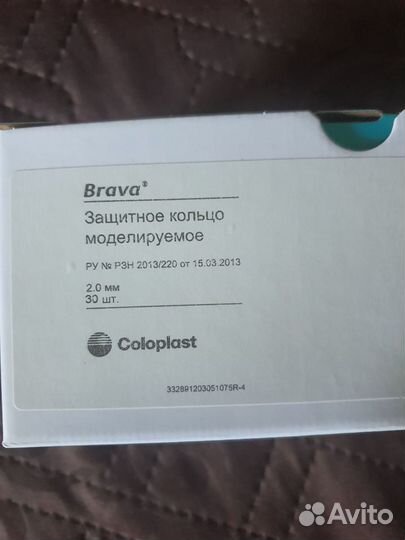 Brava®
Защитное кольцо
моделируемое
РУ № РЗН 2013/220 от 15.03.2013
2.0 мм
30 шт.
Coloplast
332891203051075R-4
Avito